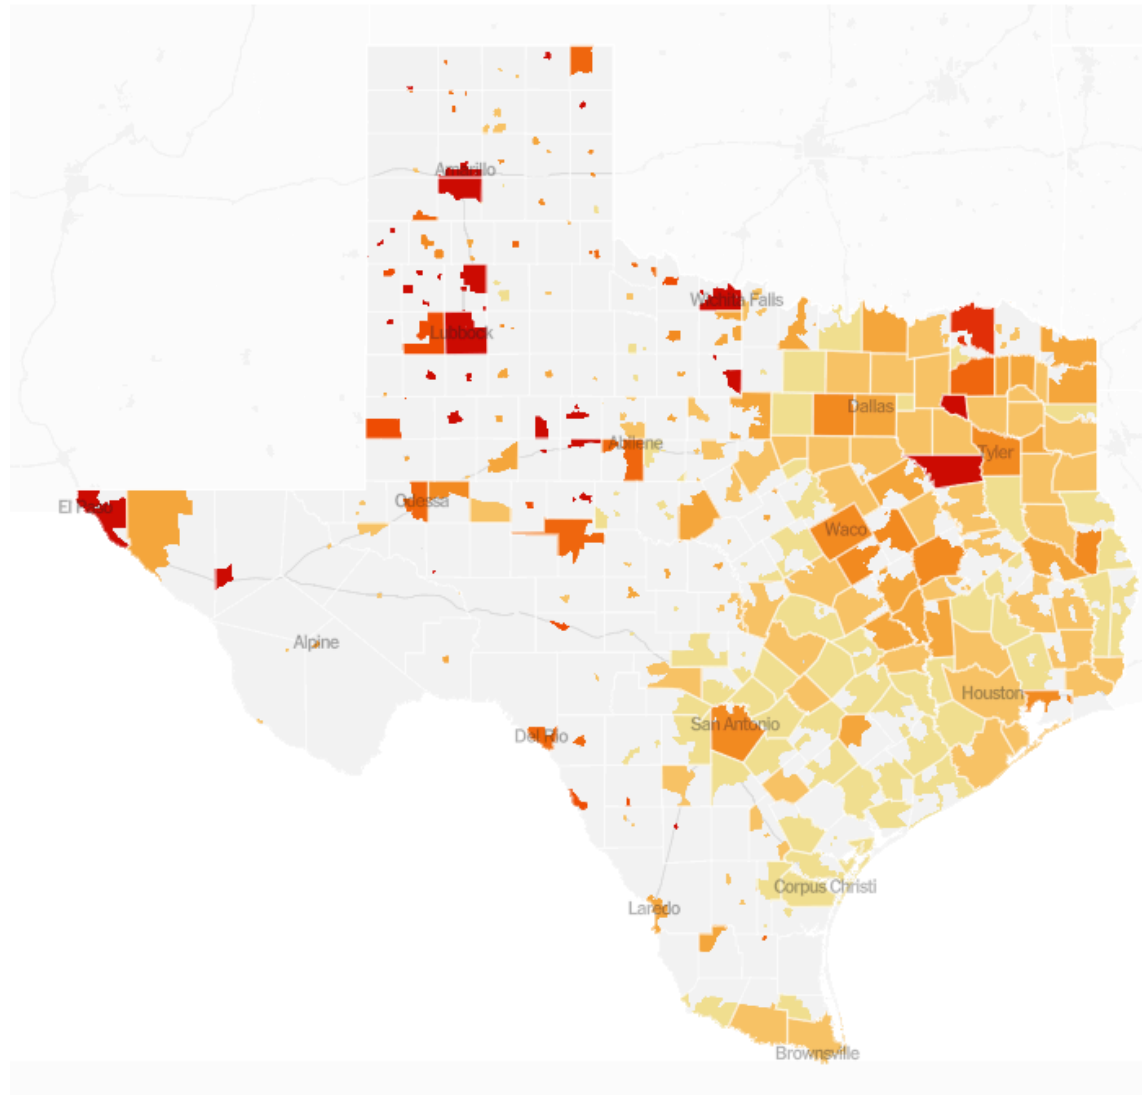 Amarillo
Wichita Falls
Lubbock
Dallas
Abilene
Tyler
El Paso
Odessa
Waco
Alpine
Houston
San Antonio
Del Rio
Corpus Christi
Laredo
Brownsville